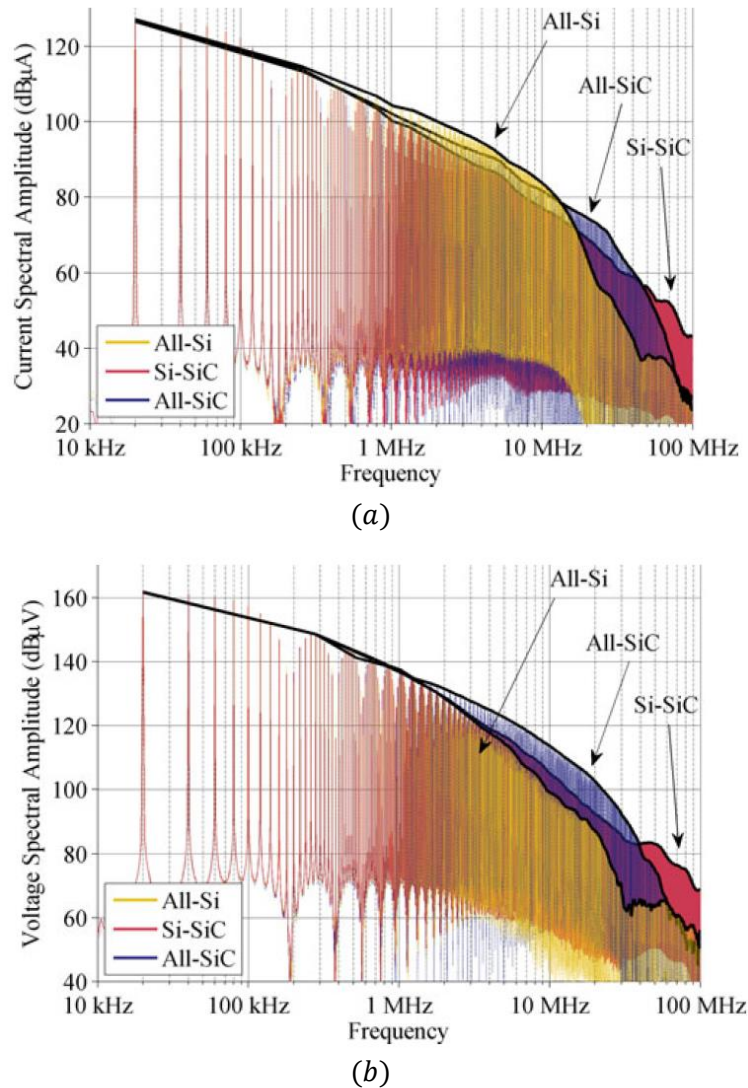 All-Si
All-SiC
Si-SiC
Current Spectral Amplitude (dBµA)
120
100
80
60
40
20
All-Si
Si-SiC
All-SiC
10 kHz 100 kHz 1 MHz 10 MHz 100 MHz
Frequency
(a)
All-Si
All-SiC
Si-SiC
Voltage Spectral Amplitude (dBµV)
160
140
120
100
80
60
40
All-Si
Si-SiC
All-SiC
10 kHz 100 kHz 1 MHz 10 MHz 100 MHz
Frequency
(b)